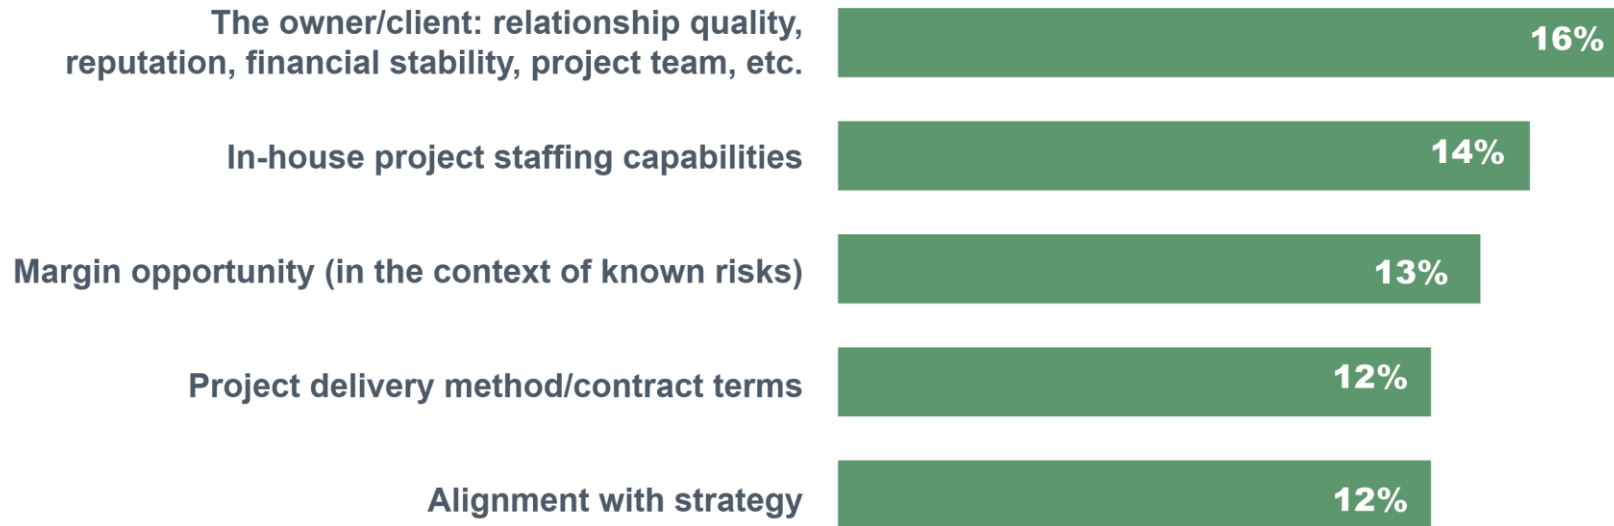 The owner/client: relationship quality,
reputation, financial stability, project team, etc.
16%
In-house project staffing capabilities
14%
Margin opportunity (in the context of known risks)
13%
Project delivery method/contract terms
12%
Alignment with strategy
12%